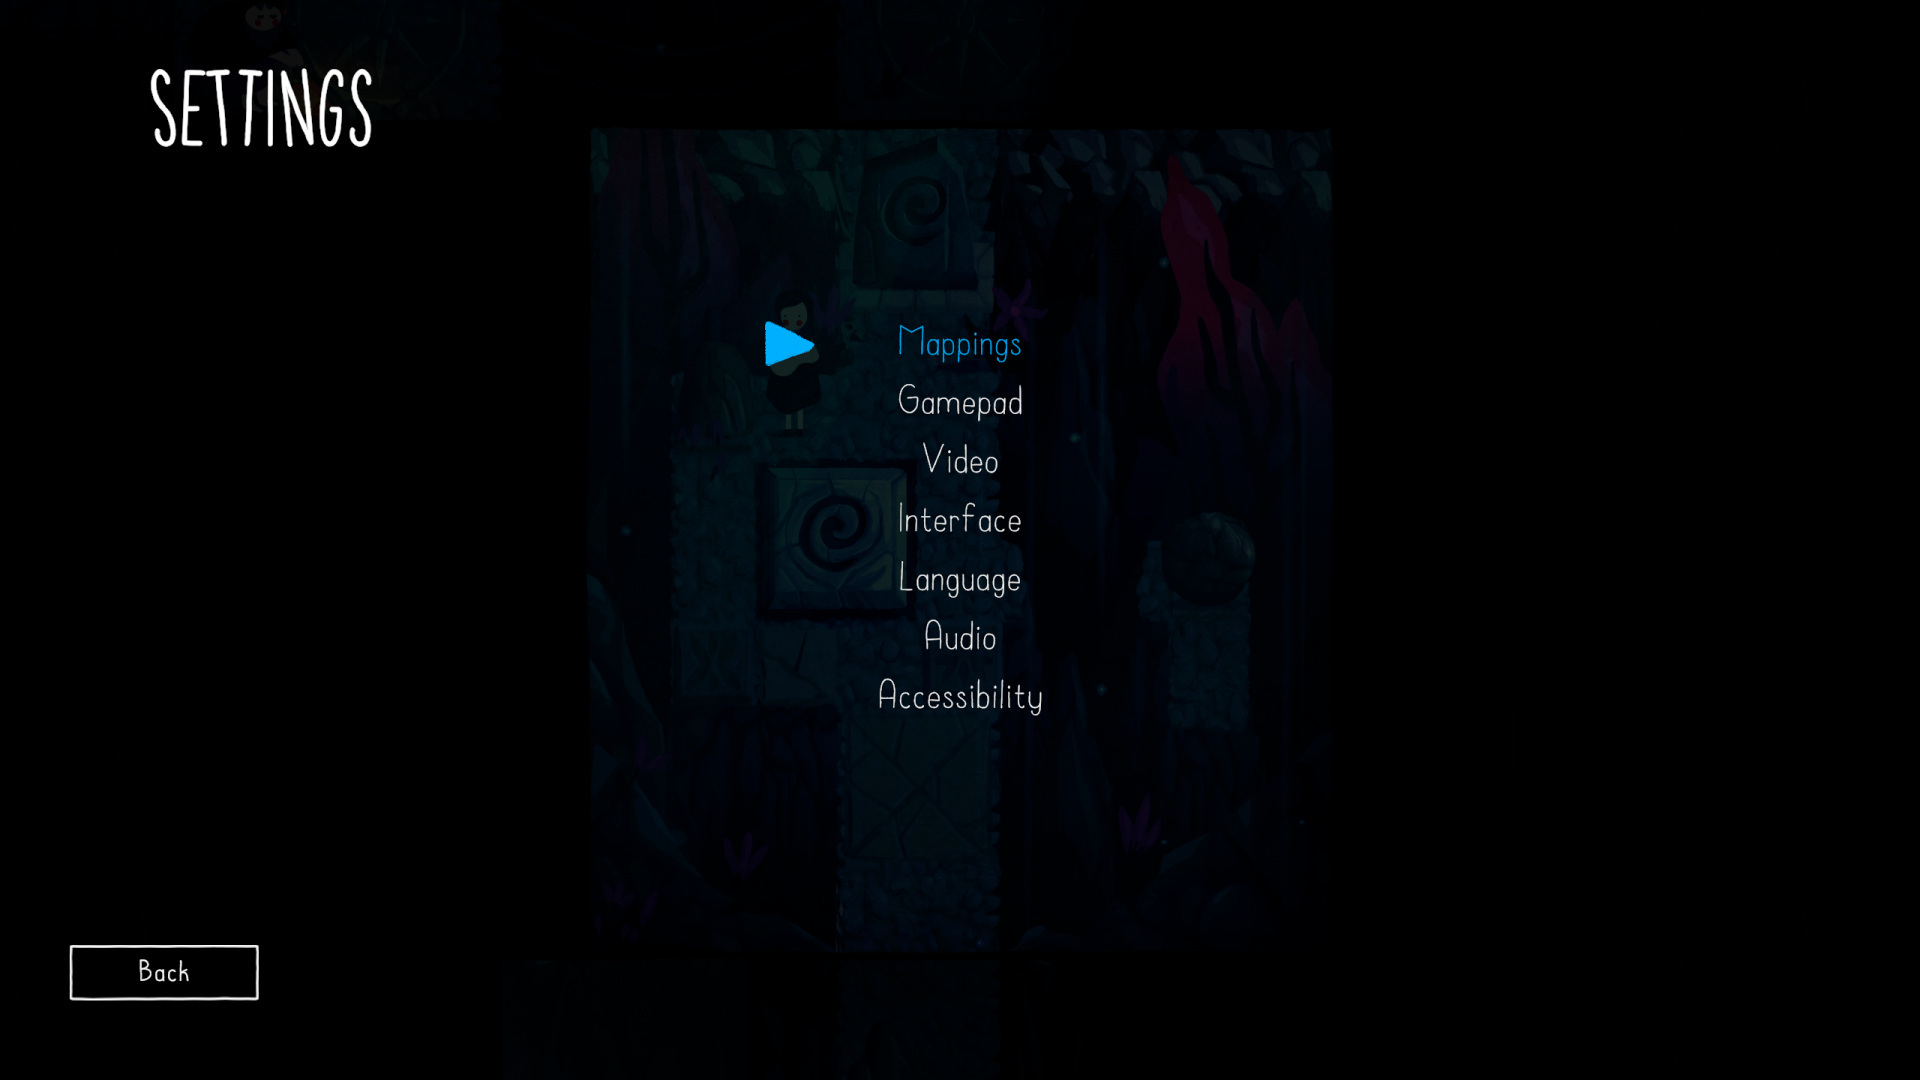 SETTINGS
Mappings
Gamepad
Video
Interface
Language
Audio
Accessibility
Back